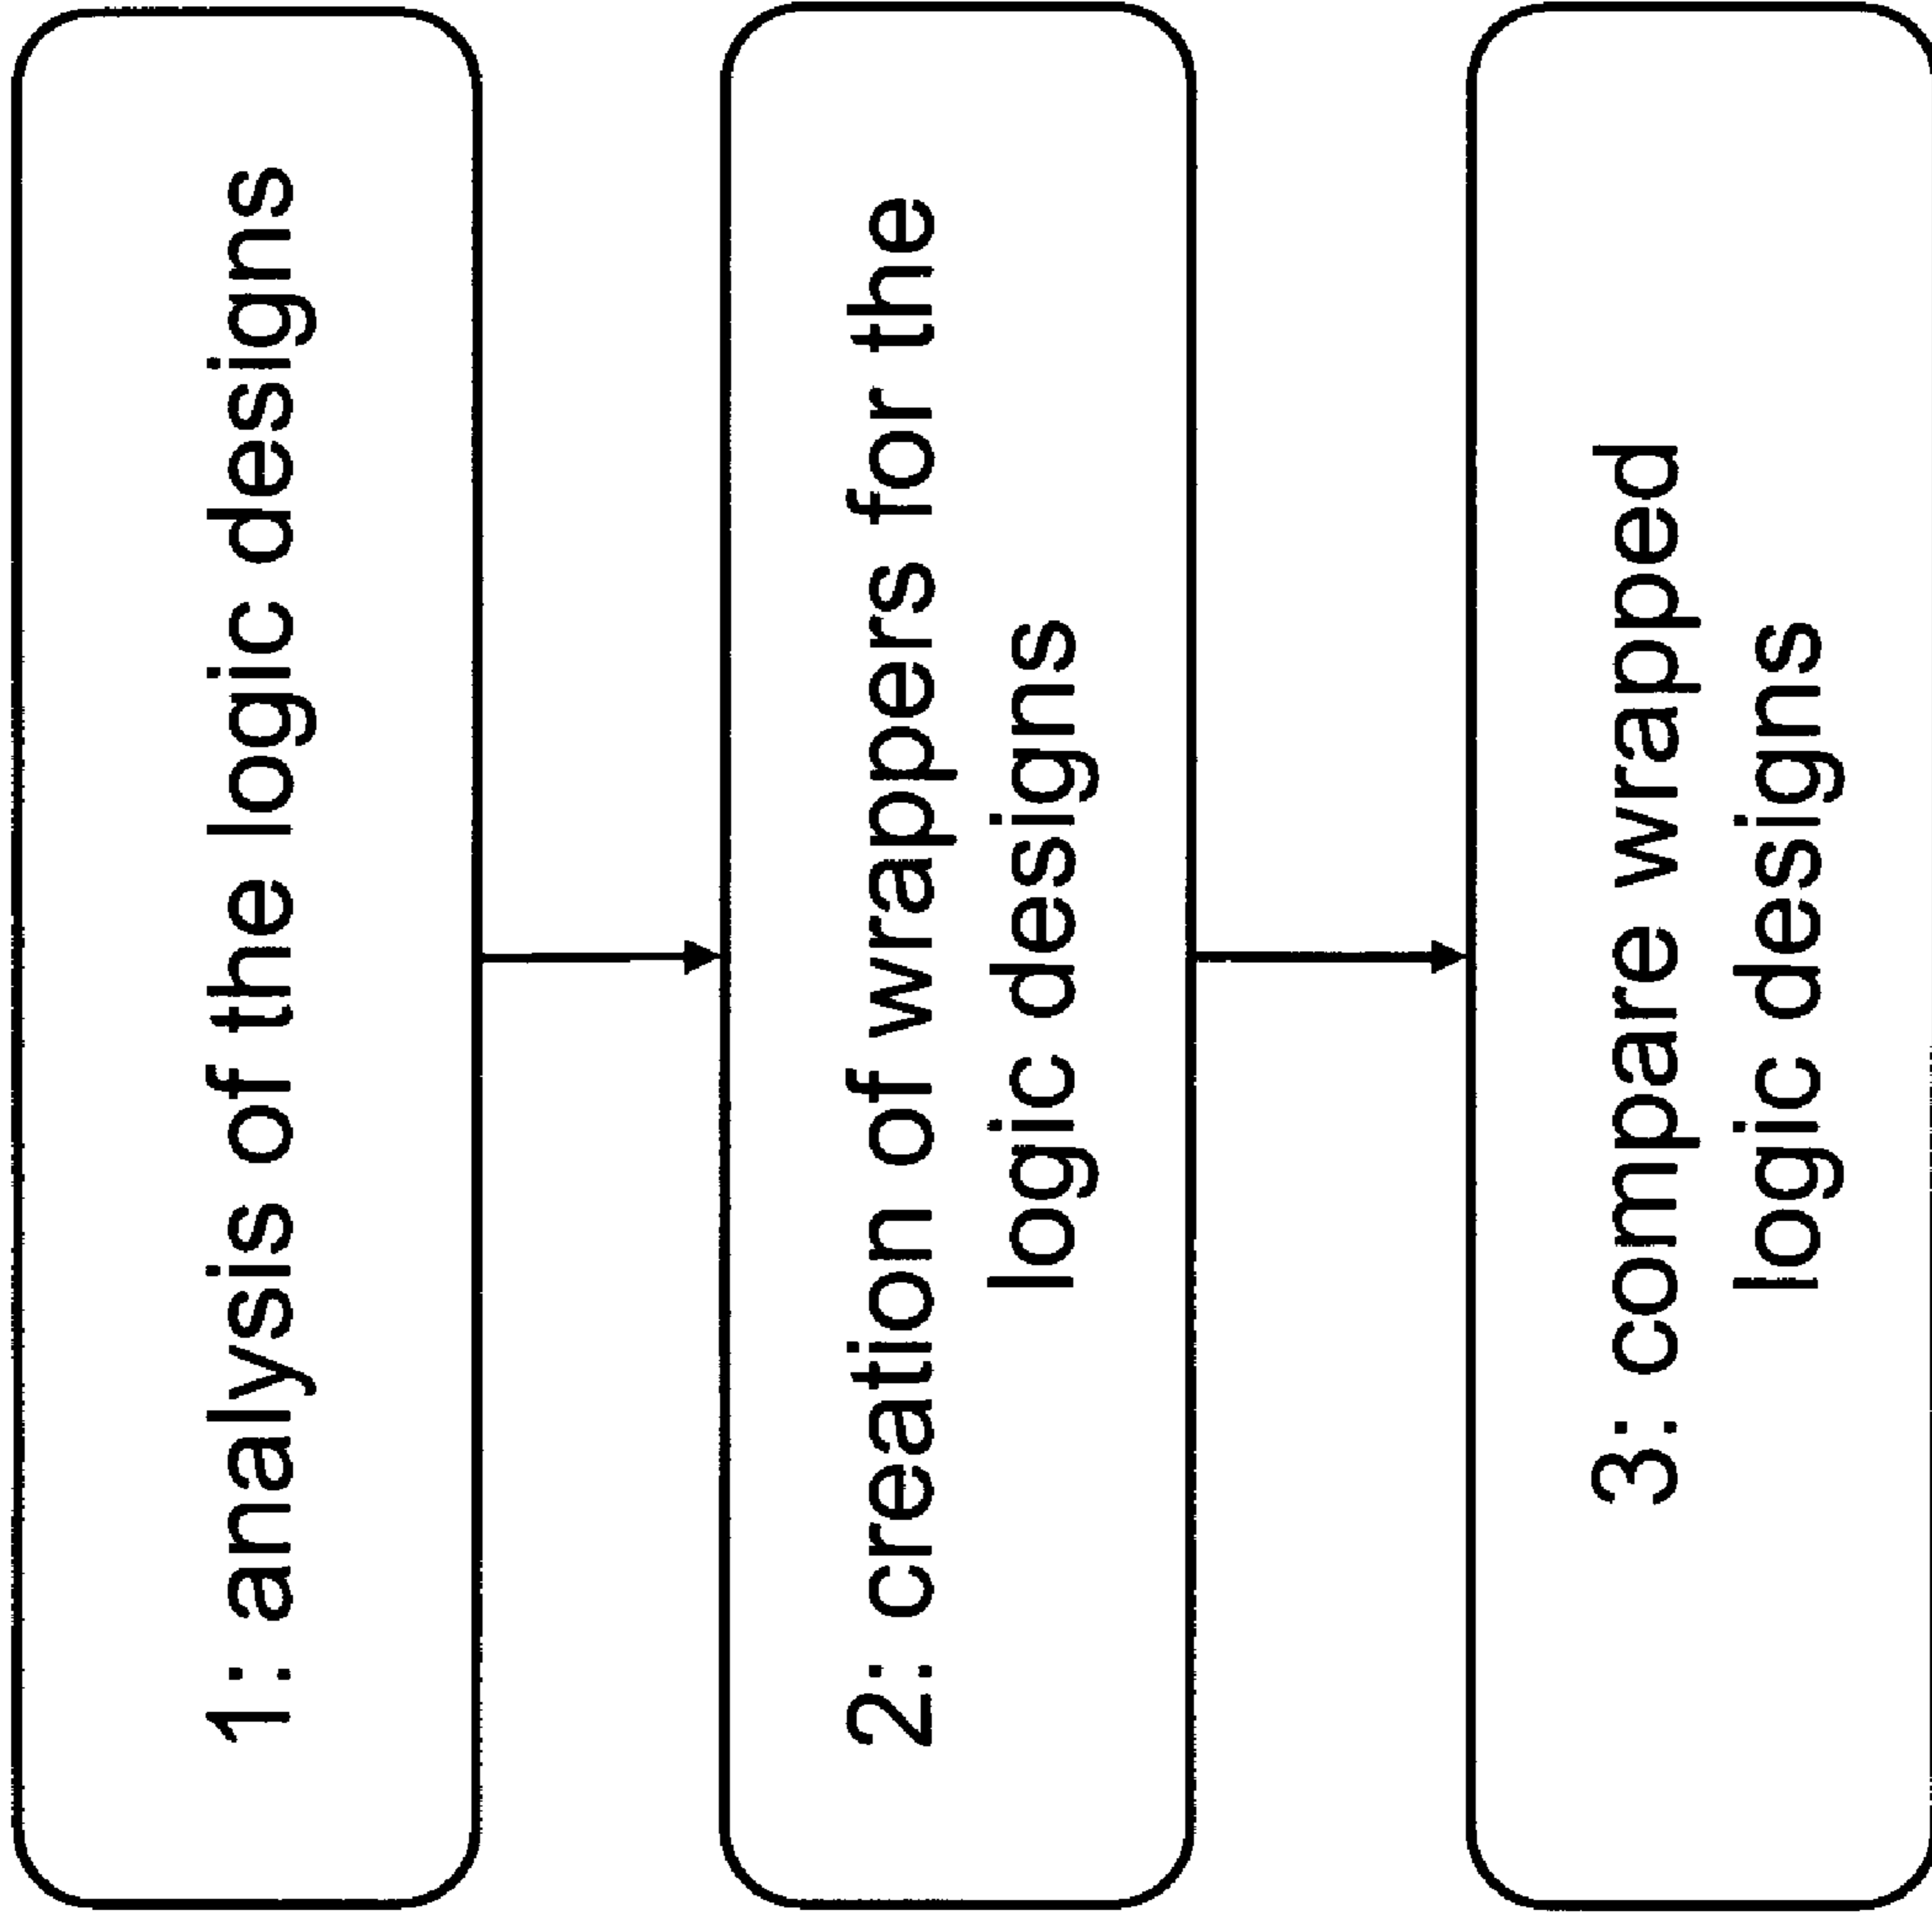 1: analysis of the logic designs
2: creation of wrappers for the
logic designs
3: compare wrapped
logic designs